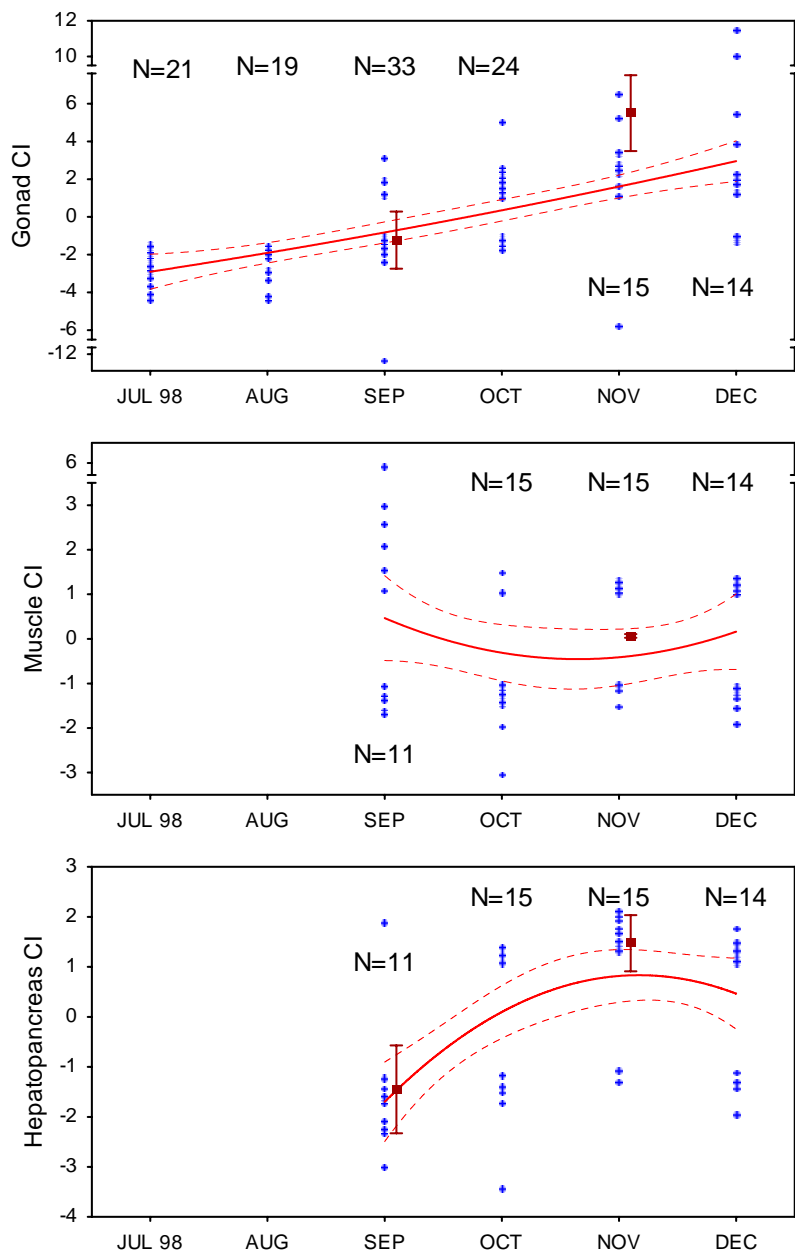 12
10
N=21 N=19 N=33 N=24
6
4
2
0
-2
-4
-6
-12
Gonad CI
N=15 N=14
JUL 98 AUG SEP OCT NOV DEC
6
3
2
1
0
-1
-2
-3
Muscle CI
N=15 N=15 N=14
N=11
JUL 98 AUG SEP OCT NOV DEC
3
2
1
0
-1
-2
-3
-4
Hepatopancreas CI
N=15 N=15 N=14
N=11
JUL 98 AUG SEP OCT NOV DEC